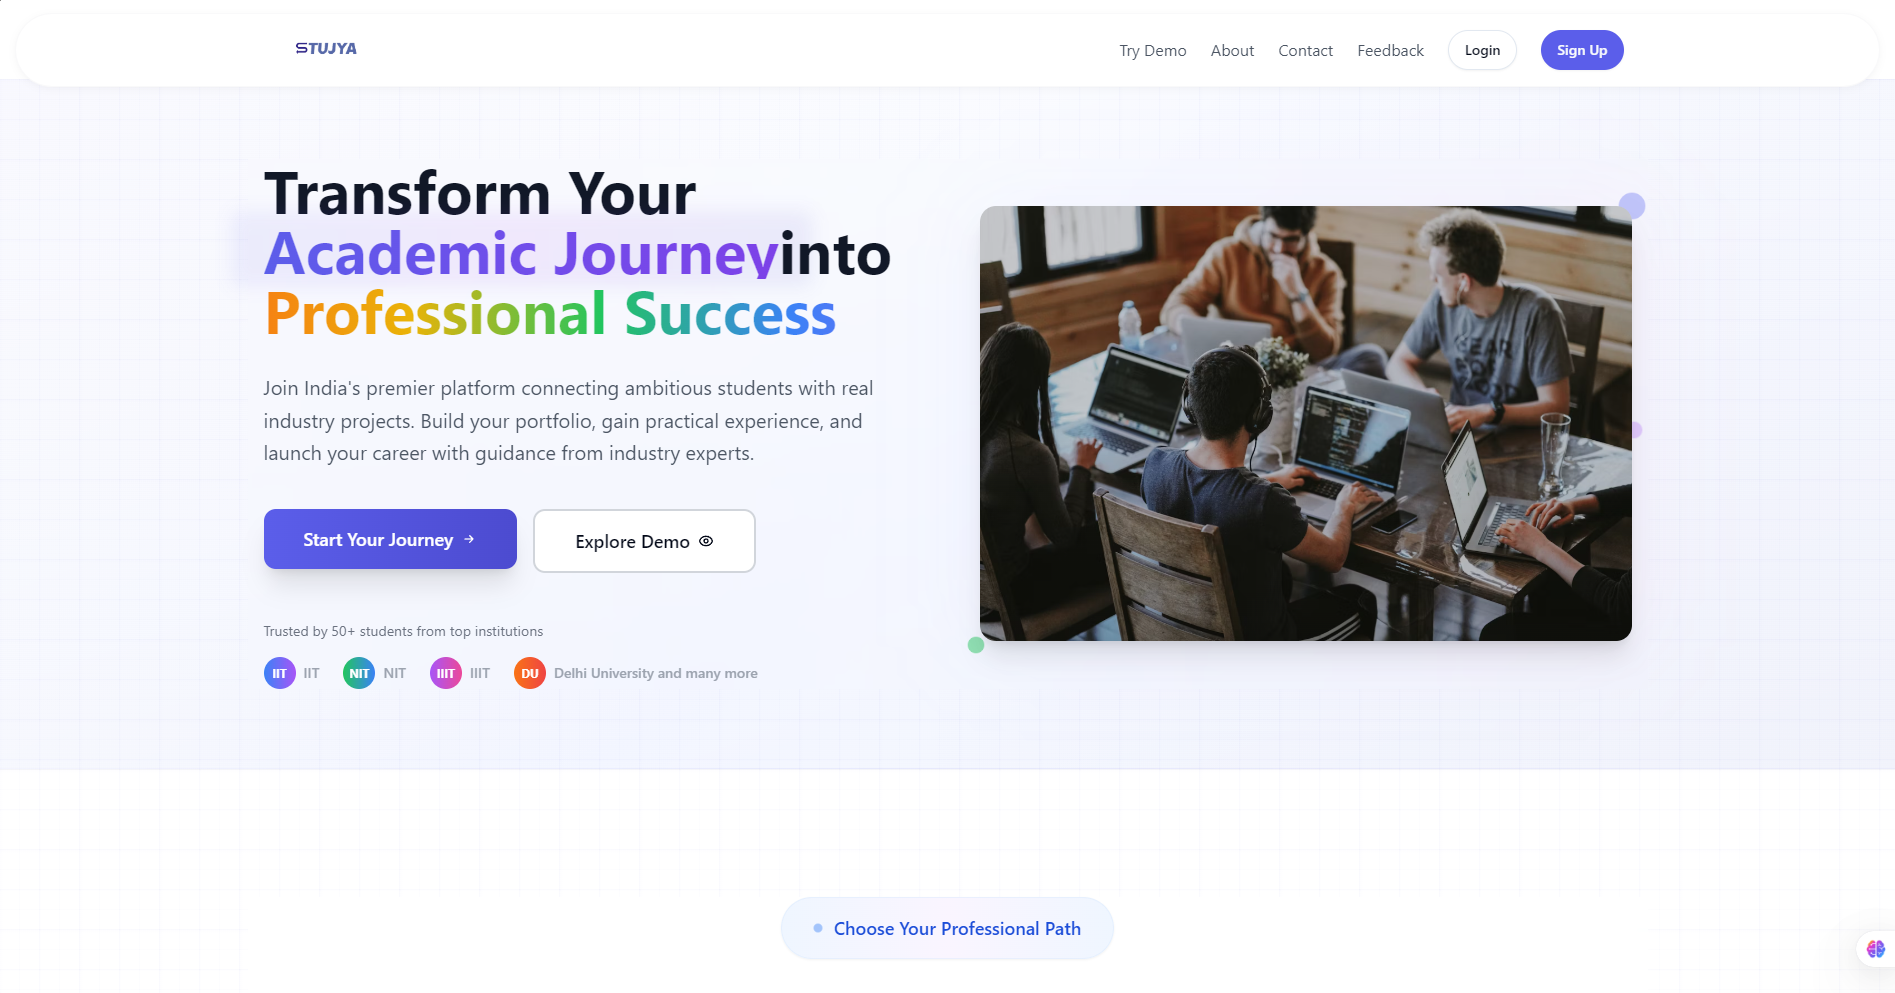 STUJYA
Try Demo
About
Contact
Feedback
Login
Sign Up
Transform Your
Academic Journeyinto
Professional Success
Join India's premier platform connecting ambitious students with real
industry projects. Build your portfolio, gain practical experience, and
launch your career with guidance from industry experts.
Start Your Journey →
Explore Demo
Trusted by 50+ students from top institutions
IIT IIT
NIT NIT
IIIT IIIT
DU Delhi University and many more
Choose Your Professional Path